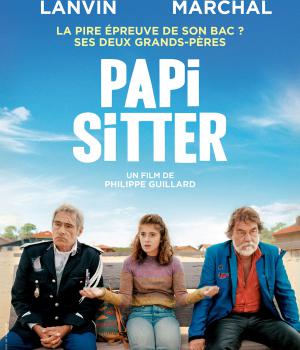 LANVIN MARCHAL
LA PIRE ÉPREUVE DE SON BAC ?
SES DEUX GRANDS-PÈRES
PAPI
SITTER
UN FILM DE
PHILIPPE GUILLARD